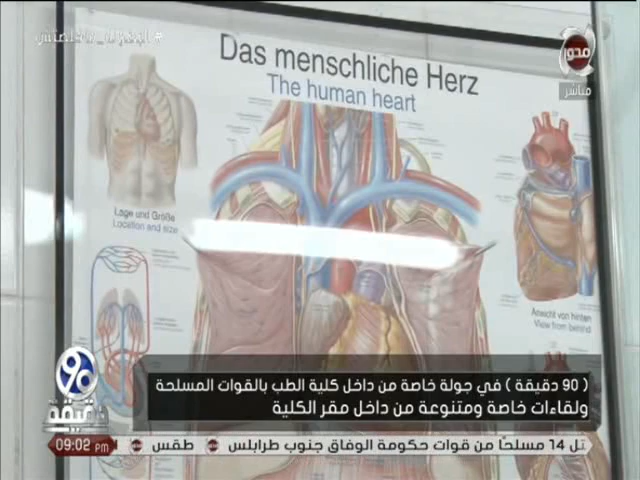 #الحدوتة_ماخلصتش
محور
مباشر
Das menschliche Herz
The human heart
Lage und Größe
Location and size
Ansicht von hinten
View from behind
( 90 دقيقة ) في جولة خاصة من داخل كلية الطب بالقوات المسلحة
ولقاءات خاصة ومتنوعة من داخل مقر الكلية
90
دقيقة
09:02 PM
تل 14 مسلحًا من قوات حكومة الوفاق جنوب طرابلس
طقس